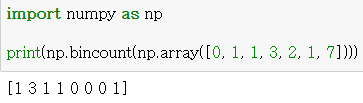 import numpy as np
print(np.bincount(np.array([0, 1, 1, 3, 2, 1, 7])))
[1 3 1 1 0 0 0 1]